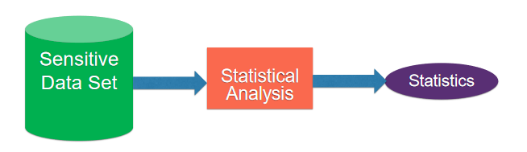 Sensitive
Data Set
Statistical
Analysis
Statistics